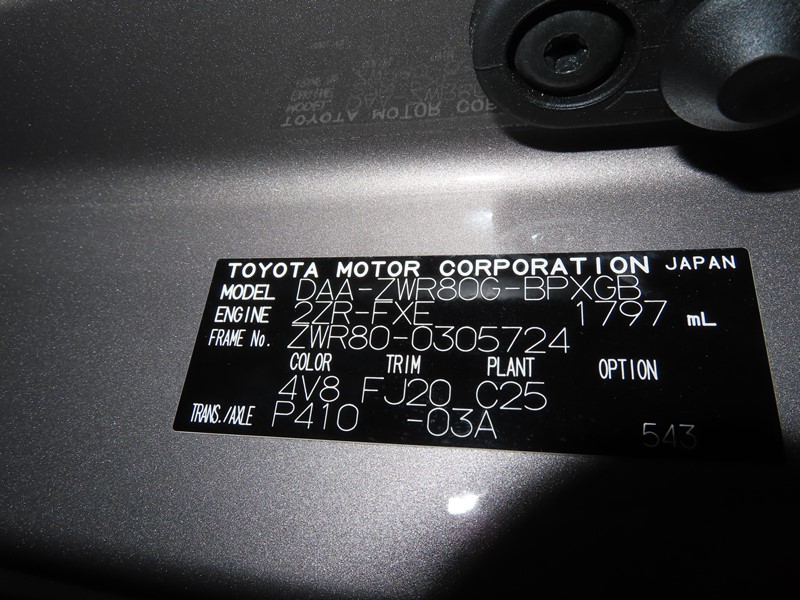 TOYOTA MOTOR CORPORATION JAPAN
MODEL DAA-ZWR80G-BPXGB
ENGINE 2ZR-FXE 1797 mL
FRAME No. ZWR80-0305724
COLOR TRIM PLANT OPTION
4V8 FJ20 C25
TRANS./AXLE P410 -03A
543